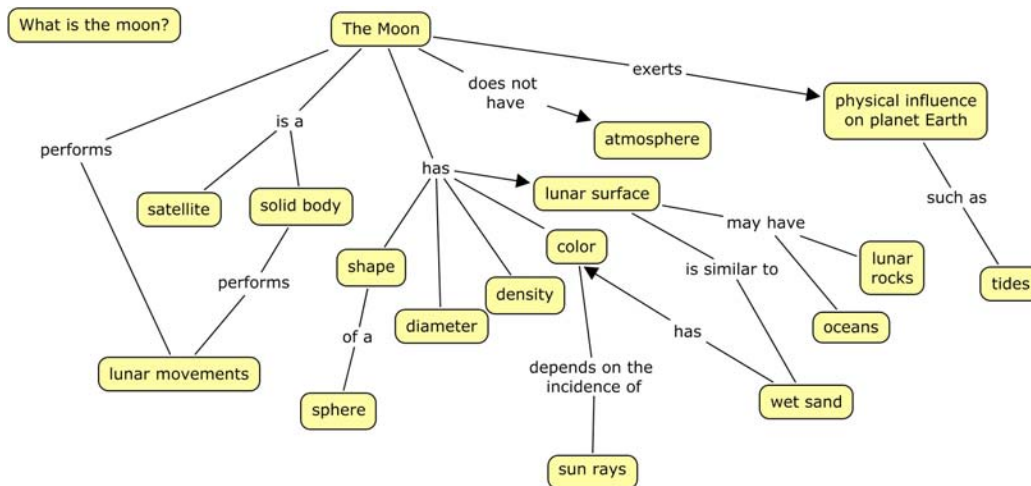 What is the moon?
The Moon
exerts
does not
have
physical influence
on planet Earth
is a
performs
atmosphere
has
satellite
solid body
lunar surface
such as
may have
color
shape
is similar to
lunar
rocks
performs
density
tides
diameter
oceans
of a
has
lunar movements
depends on the
incidence of
sphere
wet sand
sun rays